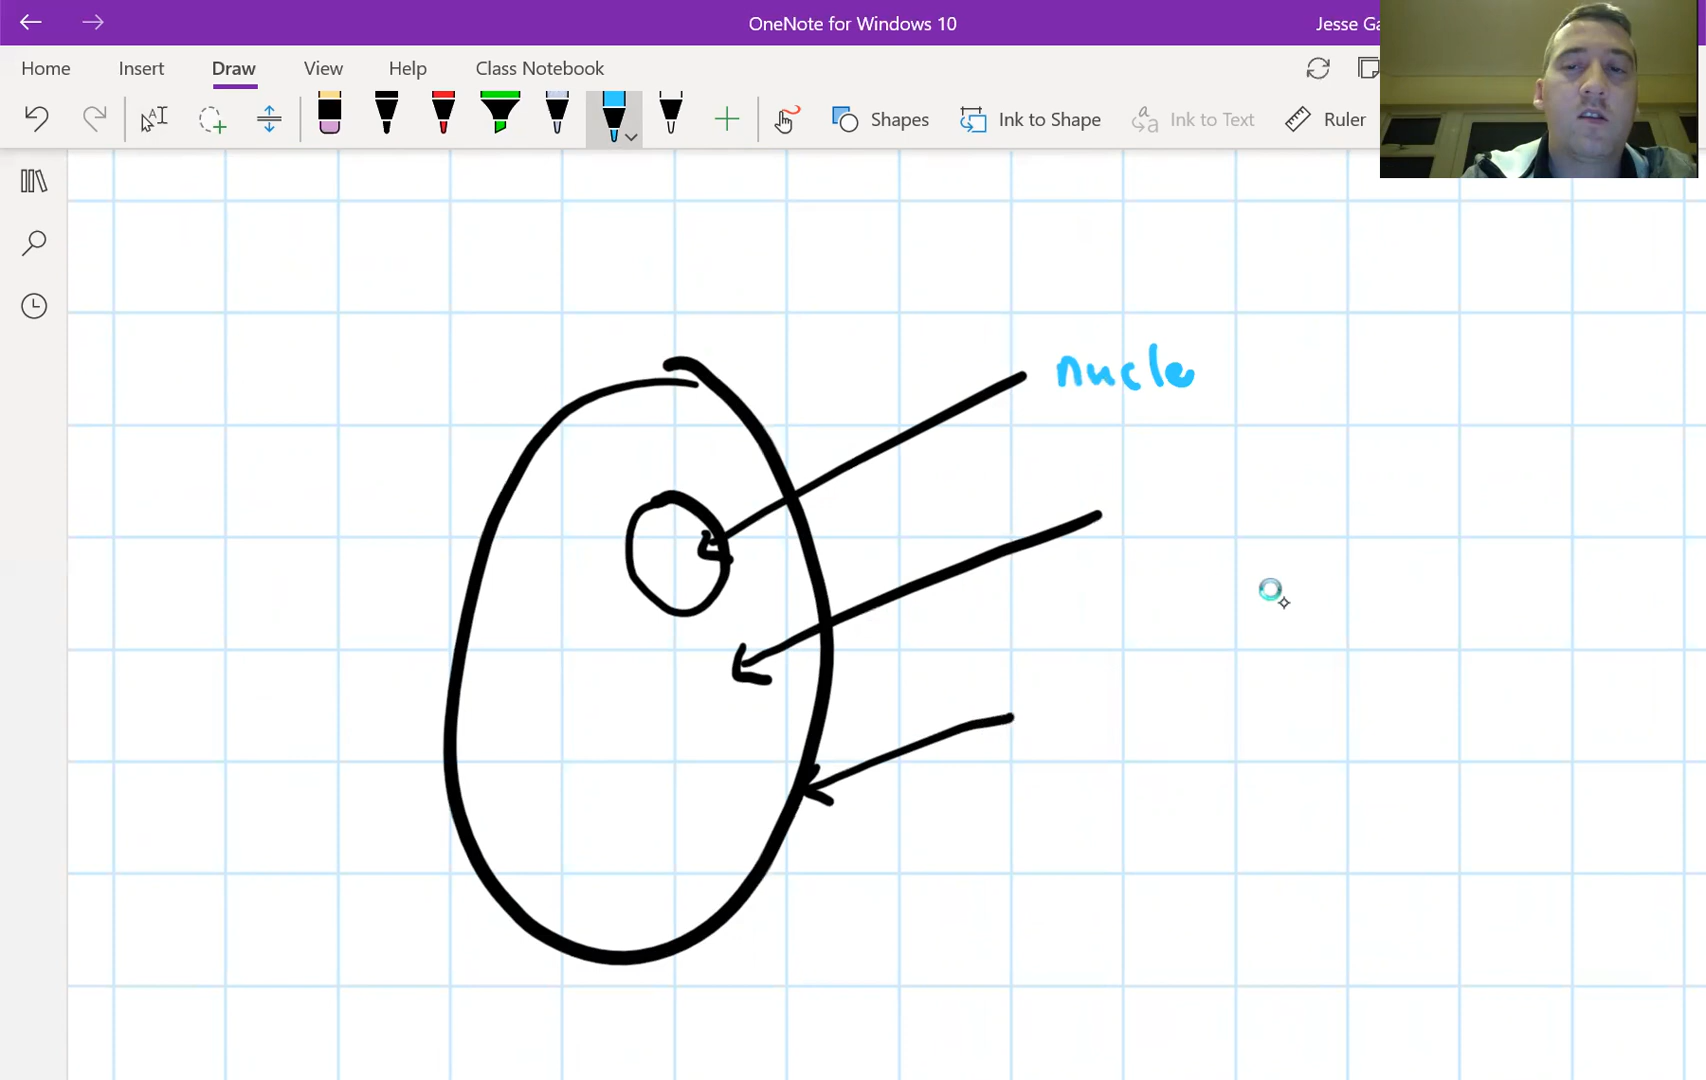 OneNote for Windows 10
Jesse Ga
Home Insert Draw View Help Class Notebook
Shapes Ink to Shape Ink to Text Ruler
nucle